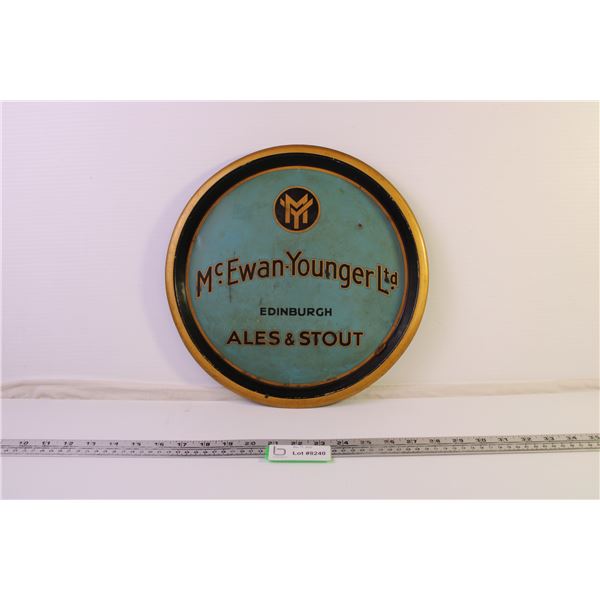 MY
McEwan-Younger Ltd
EDINBURGH
ALES & STOUT
Lot #8240